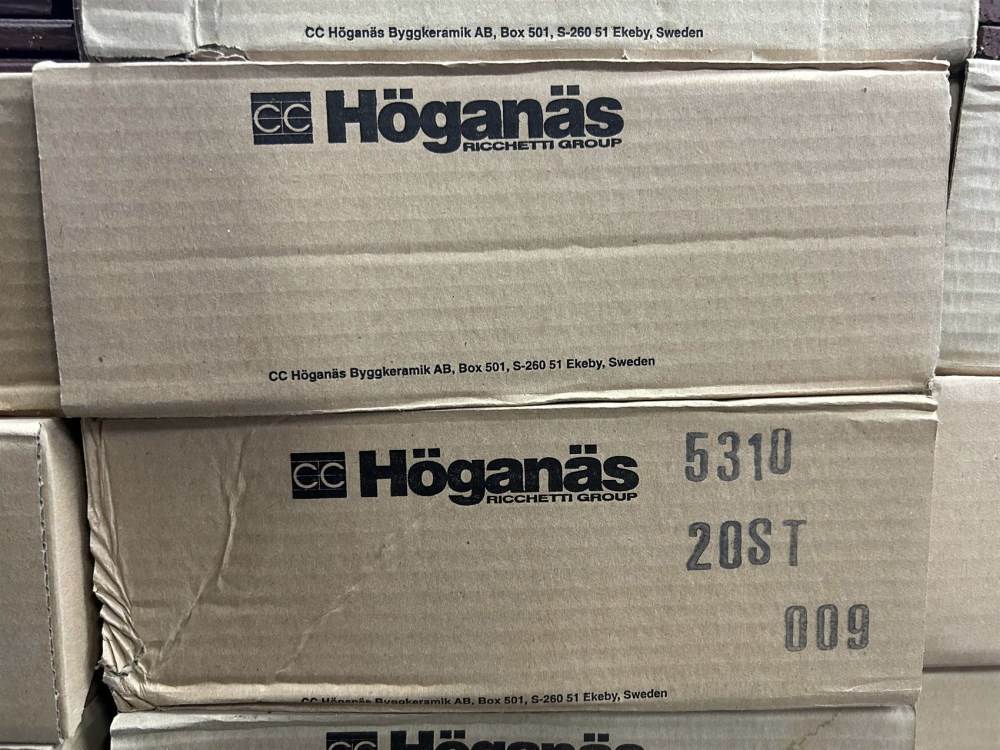 CC Höganäs Byggkeramik AB, Box 501, S-260 51 Ekeby, Sweden
CC Höganäs
RICCHETTI GROUP
CC Höganäs Byggkeramik AB, Box 501, S-260 51 Ekeby, Sweden
CC Höganäs
RICCHETTI GROUP
5310
20ST
009
CC Höganäs Byggkeramik AB, Box 501, S-260 51 Ekeby, Sweden
CC Höganäs